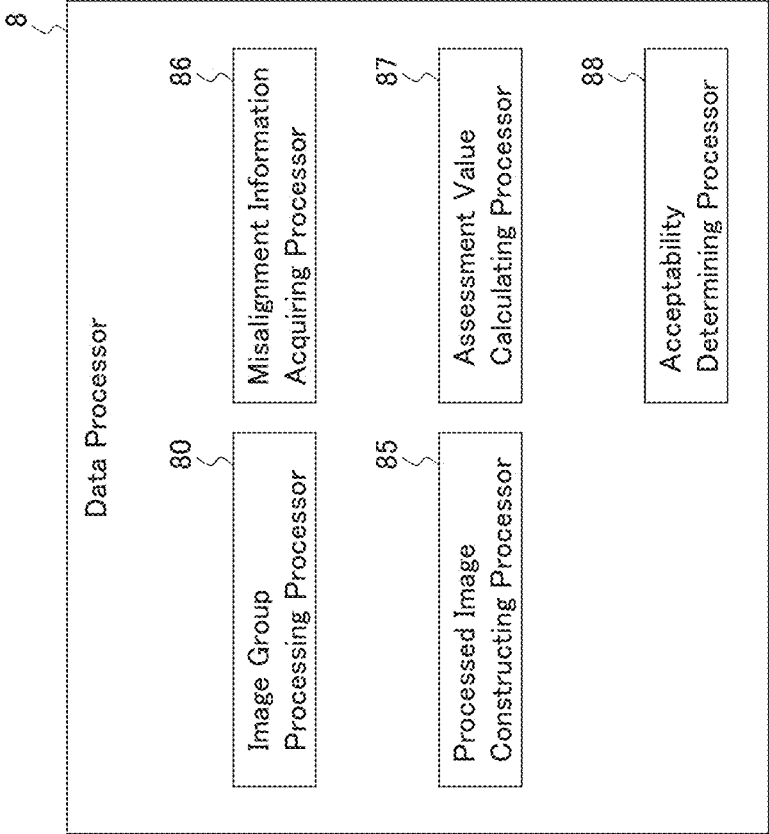 8
Data Processor
80
Image Group
Processing Processor
86
Misalignment Information
Acquiring Processor
85
Processed Image
Constructing Processor
87
Assessment Value
Calculating Processor
88
Acceptability
Determining Processor